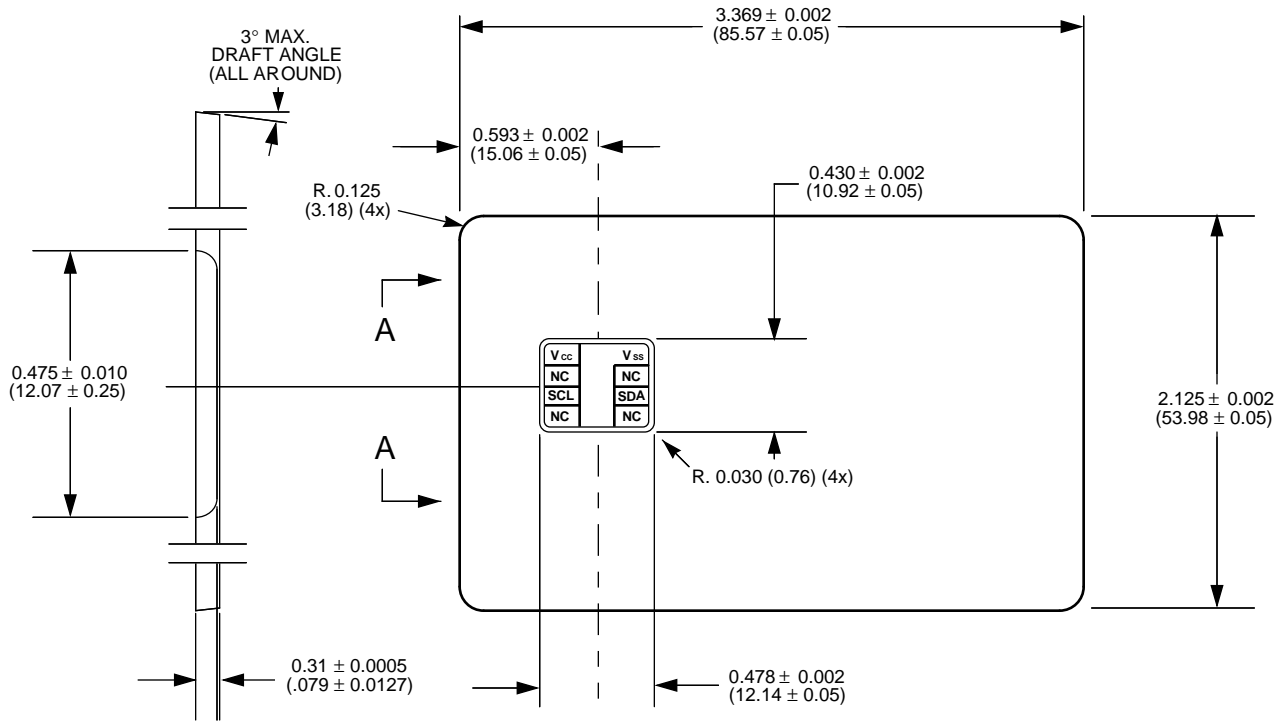 3.369 ± 0.002
(85.57 ± 0.05)
3° MAX.
DRAFT ANGLE
(ALL AROUND)
0.593 ± 0.002
(15.06 ± 0.05)
0.430 ± 0.002
(10.92 ± 0.05)
R. 0.125
(3.18) (4x)
A
Vcc Vss
NC NC
SCL SDA
NC NC
0.475 ± 0.010
(12.07 ± 0.25)
2.125 ± 0.002
(53.98 ± 0.05)
A
R. 0.030 (0.76) (4x)
0.31 ± 0.0005
(.079 ± 0.0127)
0.478 ± 0.002
(12.14 ± 0.05)